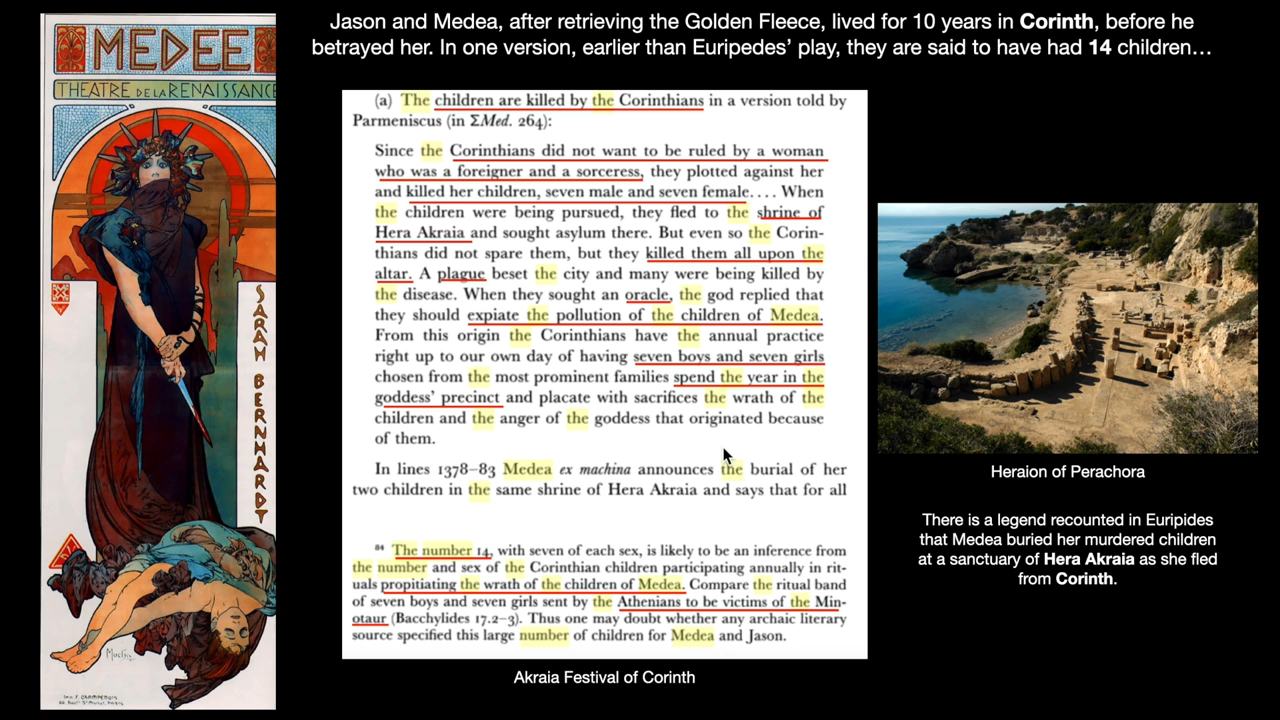 Jason and Medea, after retrieving the Golden Fleece, lived for 10 years in Corinth, before he
betrayed her. In one version, earlier than Euripedes’ play, they are said to have had 14 children…
MEDEE
THEATRE DE LA RENAISSANCE
SARAH BERNHARDT
Mucha
(a) The children are killed by the Corinthians in a version told by
Parmeniscus (in ΣMed. 264):
Since the Corinthians did not want to be ruled by a woman
who was a foreigner and a sorceress, they plotted against her
and killed her children, seven male and seven female.... When
the children were being pursued, they fled to the shrine of
Hera Akraia and sought asylum there. But even so the Corin-
thians did not spare them, but they killed them all upon the
altar. A plague beset the city and many were being killed by
the disease. When they sought an oracle, the god replied that
they should expiate the pollution of the children of Medea.
From this origin the Corinthians have the annual practice
right up to our own day of having seven boys and seven girls
chosen from the most prominent families spend the year in the
goddess’ precinct and placate with sacrifices the wrath of the
children and the anger of the goddess that originated because
of them.
In lines 1378–83 Medea ex machina announces the burial of her
two children in the same shrine of Hera Akraia and says that for all
84 The number 14, with seven of each sex, is likely to be an inference from
the number and sex of the Corinthian children participating annually in rit-
uals propitiating the wrath of the children of Medea. Compare the ritual band
of seven boys and seven girls sent by the Athenians to be victims of the Min-
otaur (Bacchylides 17.2–3). Thus one may doubt whether any archaic literary
source specified this large number of children for Medea and Jason.
Akraia Festival of Corinth
Heraion of Perachora
There is a legend recounted in Euripides
that Medea buried her murdered children
at a sanctuary of Hera Akraia as she fled
from Corinth.